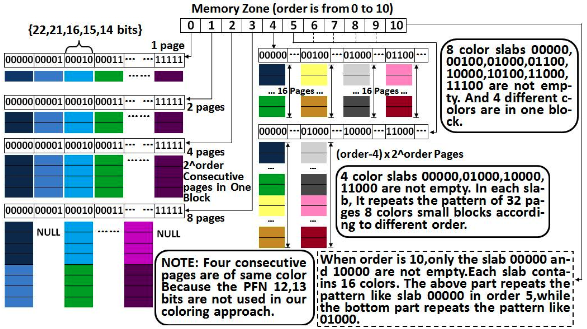 Memory Zone (order is from 0 to 10)
{22,21,16,15,14 bits}
0 1 2 3 4 5 6 7 8 9 10
1 page
00000 00001 00010 00011 ··· ··· 11111
······
2 pages
00000 00001 00010 00011 ··· ··· 11111
4 pages
00000 00001 00010 00011 ··· ··· 11111
2^order
Consecutive
pages in One
Block
8 pages
00000 00001 00010 00011 ··· ··· 11111
NULL ······ NULL
00000 ··· 00100 ··· 01000 ··· 01100 ···
... 16 Pages ... ...
00000 ··· 01000 ··· 10000 ··· 11000 ···
(order-4) x 2^order Pages
... ...
... ...
8 color slabs 00000,
00100,01000,01100,
10000,10100,11000,
11100 are not emp-
ty. And 4 different c-
olors are in one blo-
ck.
4 color slabs 00000,01000,10000,
11000 are not empty. In each sla-
b, It repeats the pattern of 32 pa-
ges 8 colors small blocks accordi-
ng to different order.
NOTE: Four consecutive
pages are of same color
Because the PFN 12,13
bits are not used in our
coloring approach.
When order is 10,only the slab 00000 an-
d 10000 are not empty.Each slab conta-
ins 16 colors. The above part repeats the
pattern like slab 00000 in order 5,while
the bottom part repeats the pattern like
01000.